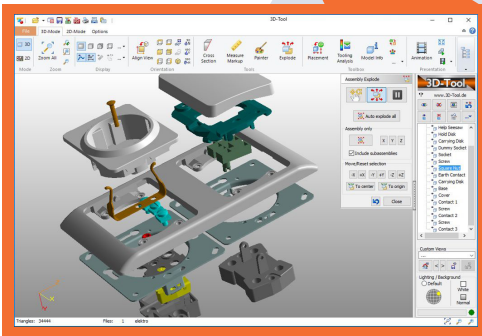 3D-Tool
File 3D-Mode 2D-Mode Options
3D
2D
Zoom All
Align View
Cross Section
Measure Markup
Painter
Explode
Placement
Tooling Analysis
Model Info
Animation
Mode Zoom Display Orientation Tools Presentation
Assembly Explode
Auto explode all
Assembly only
X Y Z
Include subassemblies
Move/Reset selection
-X +X -Y +Y -Z +Z
To center To origin
Close
3D-Tool
www.3D-Tool.de
Help Seesaw
Hold Disk
Carrying Disk
Dummy Socket
Socket
Screw
Earth Contact
Carrying Disk
Base
Cover
Contact 1
Screw
Contact 2
Screw
Contact 3
Custom Views
...
< >
Lighting / Background
Default
White
Normal
Y
X
Triangles: 34444 Files: 1 elektro